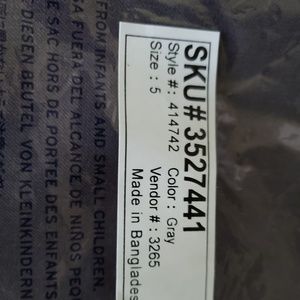 SKU# 3527441
Style #: 414742 Color : Gray
Size : 5 Vendor # : 3265
Made in Banglades
FROM INFANTS AND SMALL CHILDREN.
FUERA DEL ALCANCE DE NIÑOS PEQ
SAC HORS DE PORTEE DES ENFANTS
DIESEN BEUTEL VON KLEINKINDERN